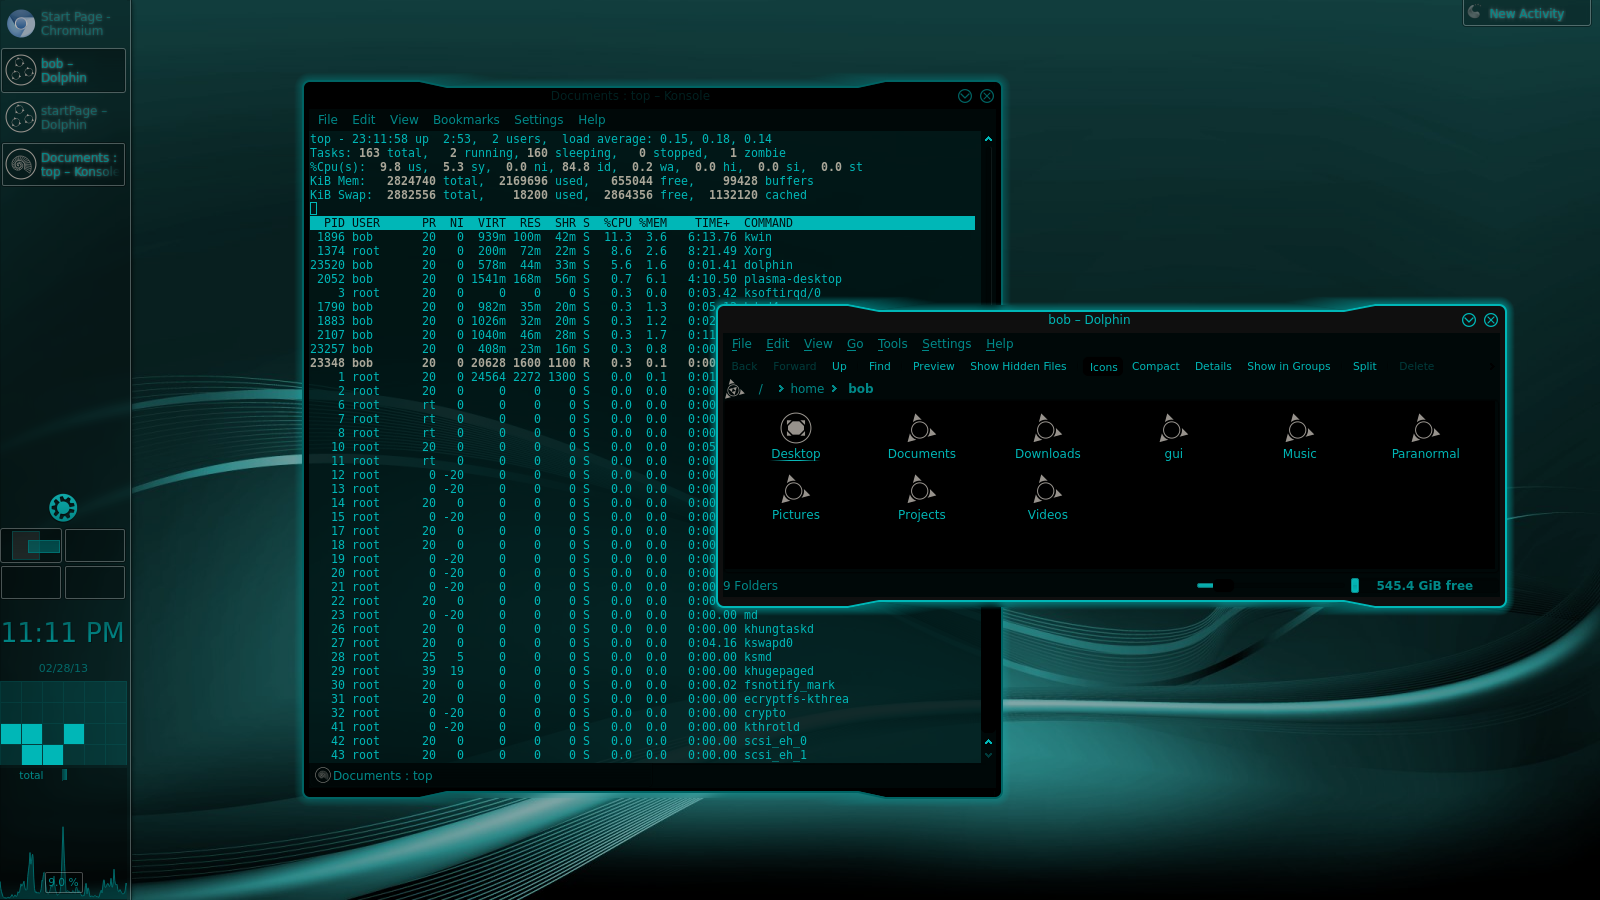 Start Page -
Chromium
bob –
Dolphin
startPage –
Dolphin
Documents :
top – Konsole
11:11 PM
02/28/13
total
9.0 %
New Activity
Documents : top – Konsole
File Edit View Bookmarks Settings Help
top - 23:11:58 up  2:53,  2 users,  load average: 0.15, 0.18, 0.14
Tasks: 163 total,   2 running, 160 sleeping,   0 stopped,   1 zombie
%Cpu(s):  9.8 us,  5.3 sy,  0.0 ni, 84.8 id,  0.2 wa,  0.0 hi,  0.0 si,  0.0 st
KiB Mem:   2824740 total,  2169696 used,   655044 free,    99428 buffers
KiB Swap:  2882556 total,    18200 used,  2864356 free,  1132120 cached
PID USER PR NI VIRT RES SHR S %CPU %MEM TIME+ COMMAND
1896 bob 20 0 939m 100m 42m S 11.3 3.6 6:13.76 kwin
1374 root 20 0 200m 72m 22m S 8.6 2.6 8:21.49 Xorg
23520 bob 20 0 578m 44m 33m S 5.6 1.6 0:01.41 dolphin
2052 bob 20 0 1541m 168m 56m S 0.7 6.1 4:10.50 plasma-desktop
3 root 20 0 0 0 0 S 0.3 0.0 0:03.42 ksoftirqd/0
1790 bob 20 0 982m 35m 20m S 0.3 1.3 0:05
1883 bob 20 0 1026m 32m 20m S 0.3 1.2 0:02
2107 bob 20 0 1040m 46m 28m S 0.3 1.7 0:11
23257 bob 20 0 408m 23m 16m S 0.3 0.8 0:00
23348 bob 20 0 20628 1600 1100 R 0.3 0.1 0:00
1 root 20 0 24564 2272 1300 S 0.0 0.1 0:01
2 root 20 0 0 0 0 S 0.0 0.0 0:00
6 root rt 0 0 0 0 S 0.0 0.0 0:00
7 root rt 0 0 0 0 S 0.0 0.0 0:00
8 root rt 0 0 0 0 S 0.0 0.0 0:00
10 root 20 0 0 0 0 S 0.0 0.0 0:05
11 root rt 0 0 0 0 S 0.0 0.0 0:00
12 root 0 -20 0 0 0 S 0.0 0.0 0:00
13 root 0 -20 0 0 0 S 0.0 0.0 0:00
14 root 20 0 0 0 0 S 0.0 0.0 0:00
15 root 0 -20 0 0 0 S 0.0 0.0 0:00
17 root 20 0 0 0 0 S 0.0 0.0 0:00
18 root 20 0 0 0 0 S 0.0 0.0 0:00
19 root 0 -20 0 0 0 S 0.0 0.0 0:00
20 root 0 -20 0 0 0 S 0.0 0.0 0:00
21 root 0 -20 0 0 0 S 0.0 0.0 0:00
22 root 20 0 0 0 0 S 0.0 0.0 0:00
23 root 0 -20 0 0 0 S 0.0 0.0 0:00.00 md
26 root 20 0 0 0 0 S 0.0 0.0 0:00.00 khungtaskd
27 root 20 0 0 0 0 S 0.0 0.0 0:04.16 kswapd0
28 root 25 5 0 0 0 S 0.0 0.0 0:00.00 ksmd
29 root 39 19 0 0 0 S 0.0 0.0 0:00.00 khugepaged
30 root 20 0 0 0 0 S 0.0 0.0 0:00.02 fsnotify_mark
31 root 20 0 0 0 0 S 0.0 0.0 0:00.00 ecryptfs-kthrea
32 root 0 -20 0 0 0 S 0.0 0.0 0:00.00 crypto
41 root 0 -20 0 0 0 S 0.0 0.0 0:00.00 kthrotld
42 root 20 0 0 0 0 S 0.0 0.0 0:00.00 scsi_eh_0
43 root 20 0 0 0 0 S 0.0 0.0 0:00.00 scsi_eh_1
Documents : top
bob – Dolphin
File Edit View Go Tools Settings Help
Back Forward Up Find Preview Show Hidden Files Icons Compact Details Show in Groups Split Delete
/ > home > bob
Desktop Documents Downloads gui Music Paranormal
Pictures Projects Videos
9 Folders 545.4 GiB free